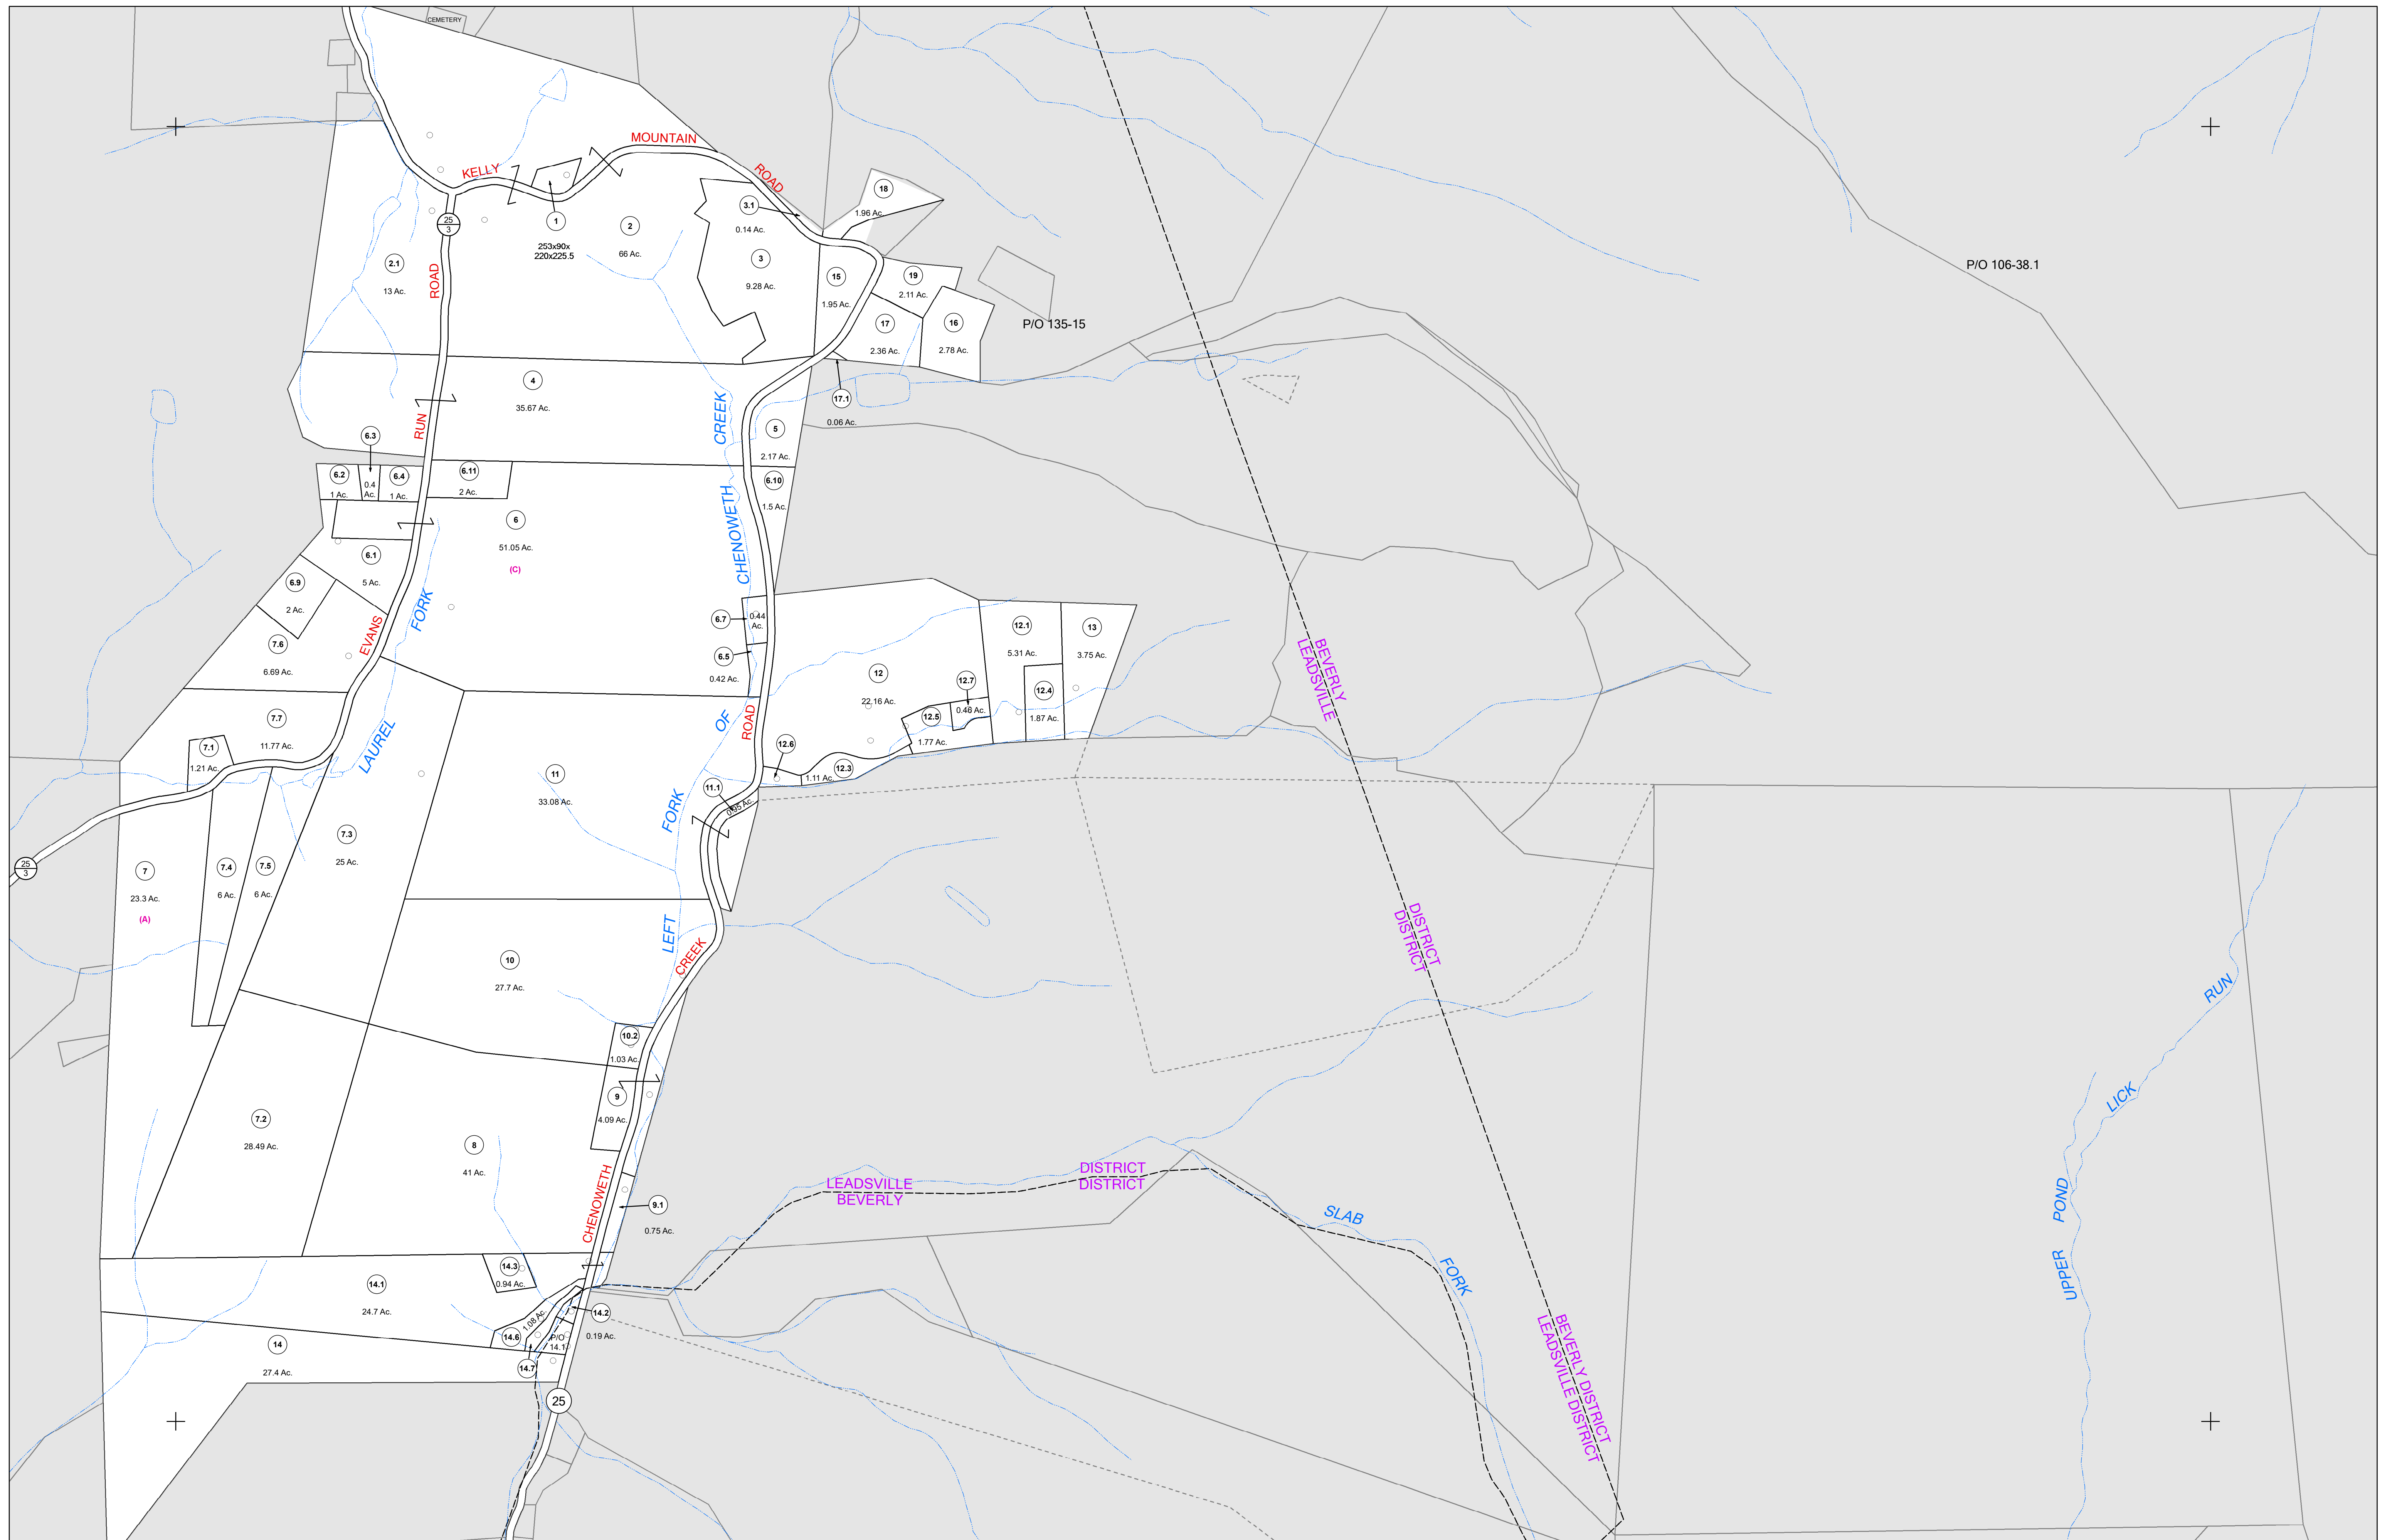 CEMETERY
KELLY
MOUNTAIN
ROAD
25
3
1
253x90x
220x225.5
2
66 Ac.
3.1
0.14 Ac.
3
9.28 Ac.
18
1.96 Ac.
2.1
13 Ac.
ROAD
15
1.95 Ac.
19
2.11 Ac.
17
2.36 Ac.
16
2.78 Ac.
P/O 135-15
P/O 106-38.1
4
35.67 Ac.
17.1
0.06 Ac.
RUN
CREEK
5
2.17 Ac.
6.3
6.2
1 Ac.
0.4
Ac.
6.4
1 Ac.
6.11
2 Ac.
6.10
1.5 Ac.
6
51.05 Ac.
(C)
CHENOWETH
6.1
5 Ac.
6.9
2 Ac.
FORK
EVANS
7.6
6.69 Ac.
6.7
0.44
Ac.
6.5
0.42 Ac.
12
22.16 Ac.
12.1
5.31 Ac.
13
3.75 Ac.
12.7
0.46 Ac.
12.4
1.87 Ac.
12.5
1.77 Ac.
BEVERLY
LEADSVILLE
7.7
11.77 Ac.
7.1
1.21 Ac.
LAUREL
OF
ROAD
12.6
12.3
1.11 Ac.
11
33.08 Ac.
11.1
0.95 Ac.
FORK
7.3
25 Ac.
25
3
7
23.3 Ac.
(A)
7.4
6 Ac.
7.5
6 Ac.
LEFT
CREEK
DISTRICT
DISTRICT
10
27.7 Ac.
RUN
10.2
1.03 Ac.
9
4.09 Ac.
LICK
7.2
28.49 Ac.
8
41 Ac.
CHENOWETH
9.1
0.75 Ac.
LEADSVILLE
BEVERLY
DISTRICT
DISTRICT
SLAB
FORK
POND
UPPER
14.3
0.94 Ac.
14.1
24.7 Ac.
14.2
0.19 Ac.
1.08 Ac.
14.6
P/O
14.1
14.7
14
27.4 Ac.
25
BEVERLY DISTRICT
LEADSVILLE DISTRICT